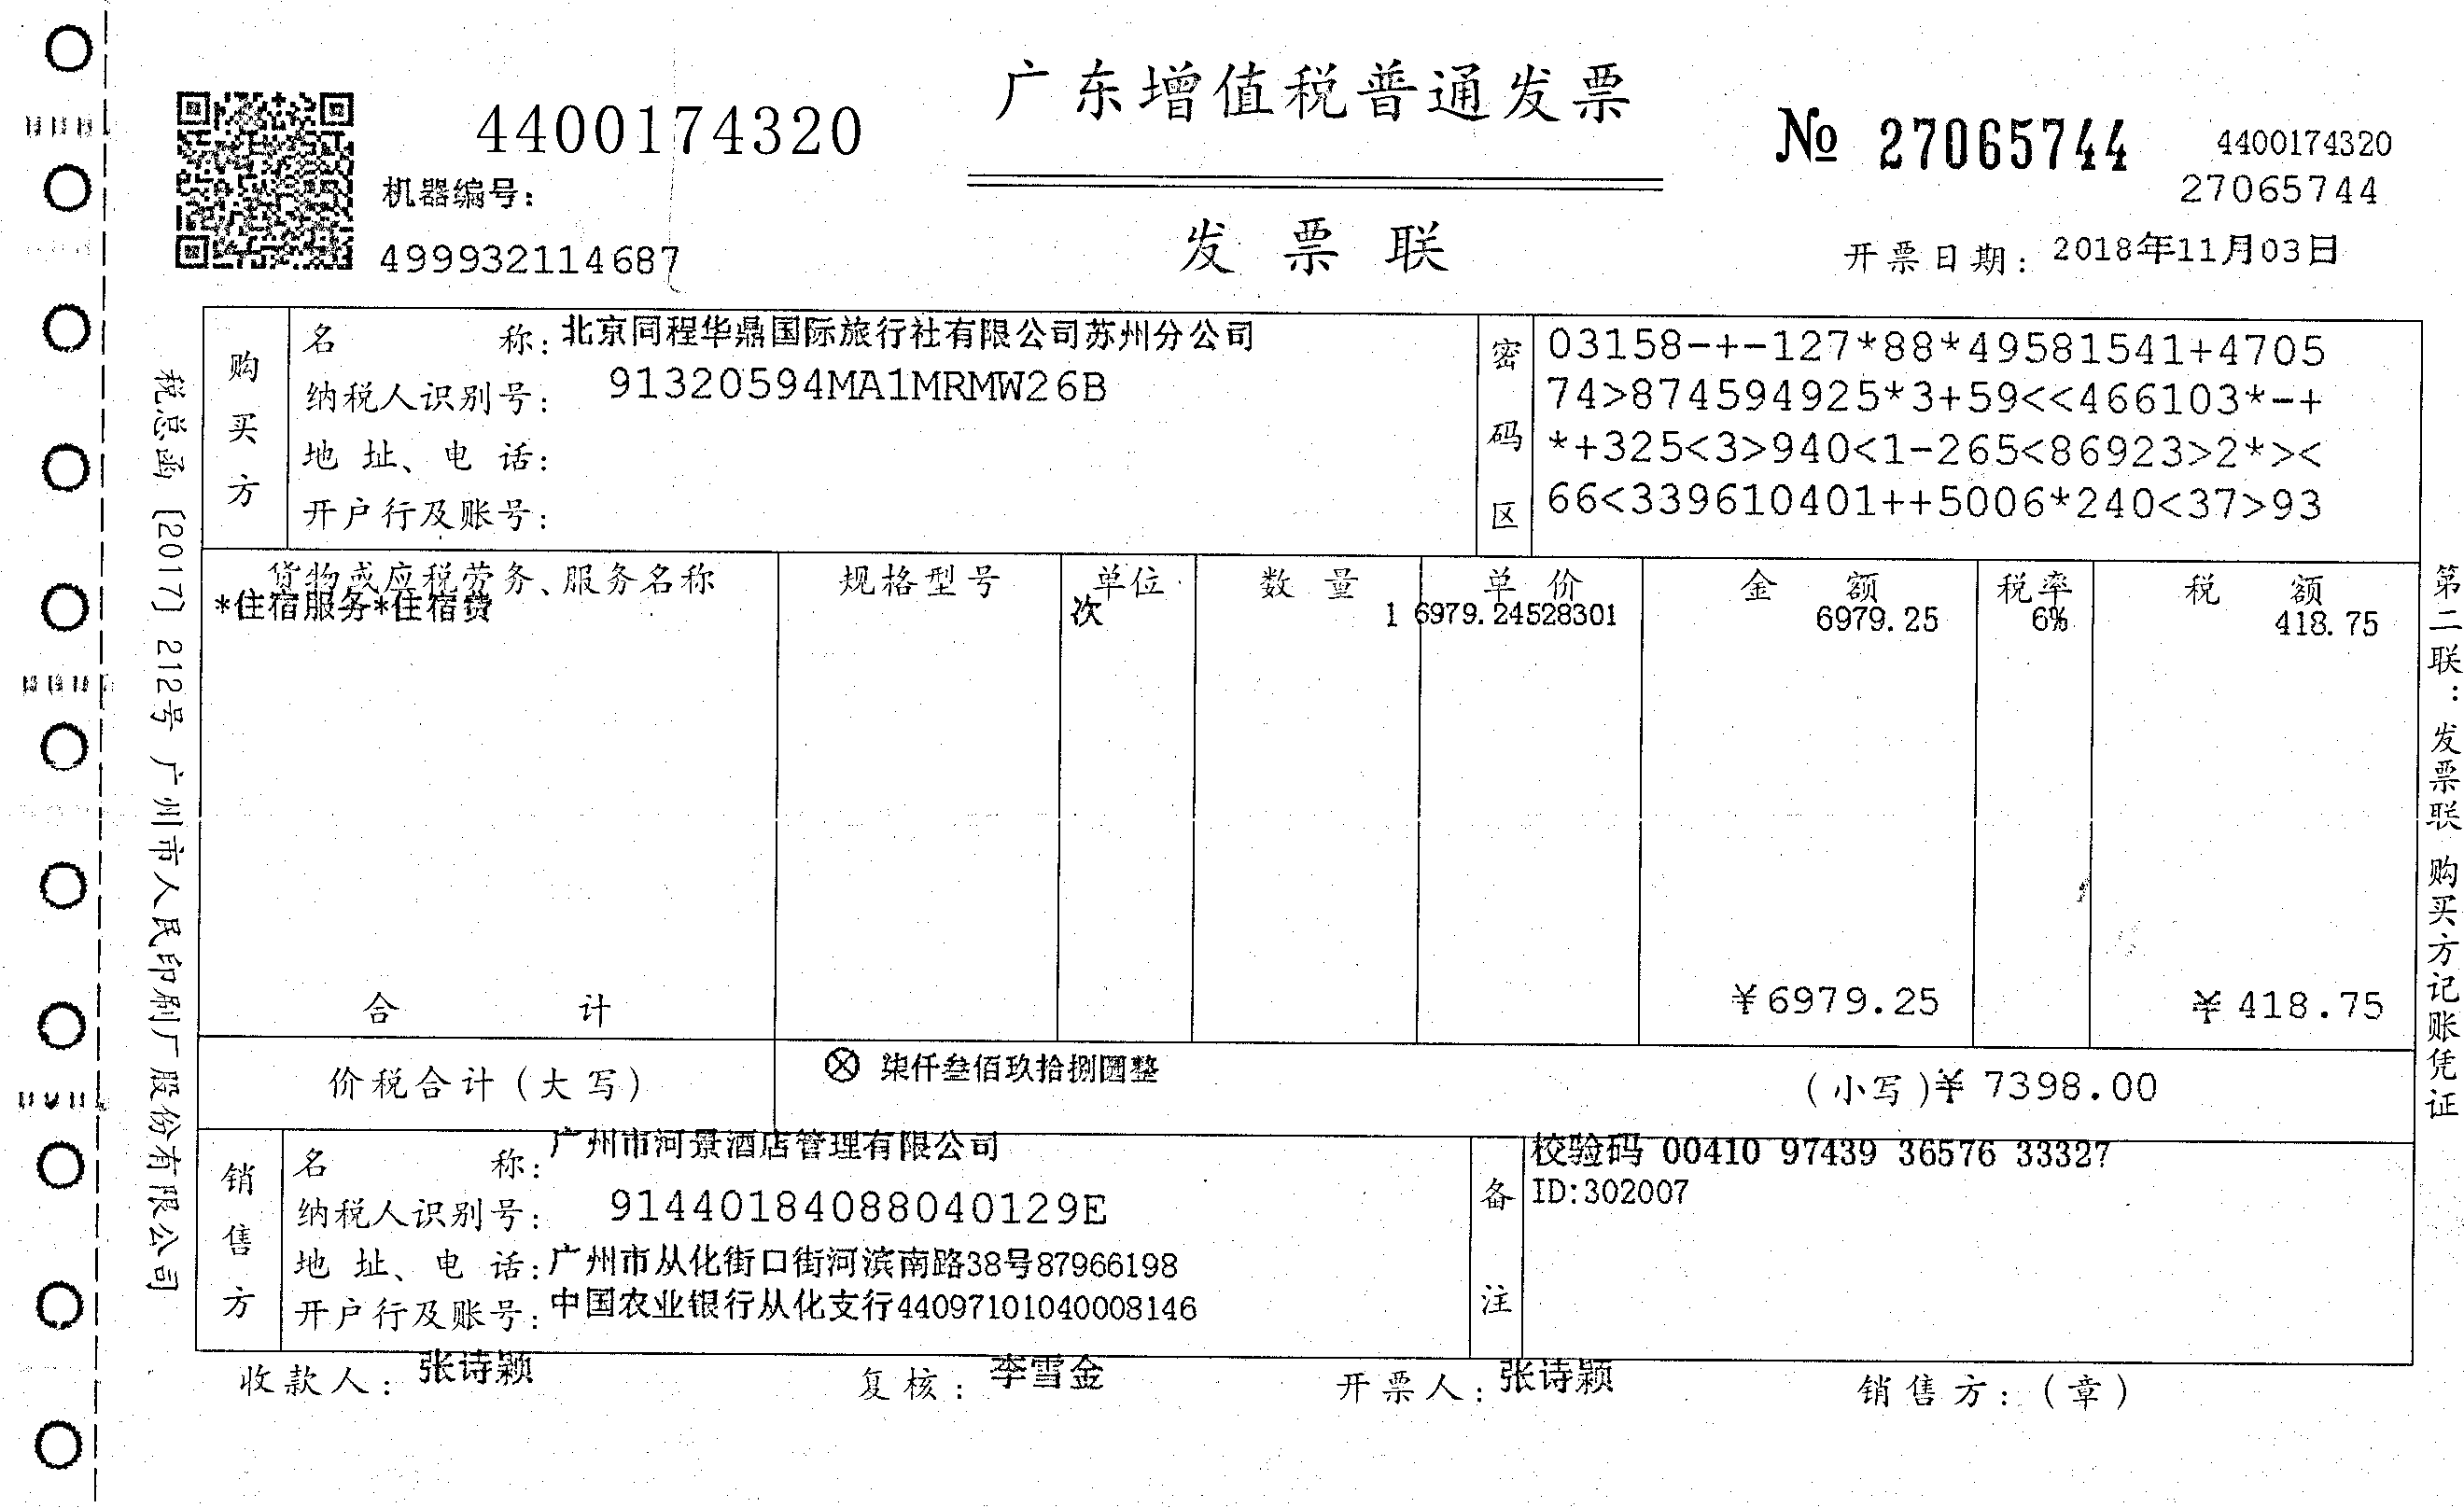 广东增值税普通发票
4400174320
№ 27065744
4400174320
27065744
机器编号:
499932114687
发票联
开票日期: 2018年11月03日
购买方
名称: 北京同程华鼎国际旅行社有限公司苏州分公司
纳税人识别号: 91320594MA1MRMW26B
地址、电话:
开户行及账号:
密码区
03158-+-127*88*49581541+4705
74>874594925*3+59<<466103*-+
*+325<3>940<1-265<86923>2*><
66<339610401++5006*240<37>93
货物或应税劳务、服务名称 规格型号 单位 数量 单价 金额 税率 税额
*住宿服务*住宿费 次 1 6979.24528301 6979.25 6% 418.75
合计 ¥6979.25 ¥418.75
价税合计(大写) ⊗ 柒仟叁佰玖拾捌圆整 (小写)¥ 7398.00
销售方
名称: 广州市河景酒店管理有限公司
纳税人识别号: 91440184088040129E
地址、电话: 广州市从化街口街河滨南路38号87966198
开户行及账号: 中国农业银行从化支行44097101040008146
备注
校验码 00410 97439 36576 33327
ID:302007
收款人: 张诗颖 复核: 李雪金 开票人: 张诗颖 销售方:(章)
税总函[2017]212号 广州市人民印刷厂股份有限公司
第二联:发票联 购买方记账凭证